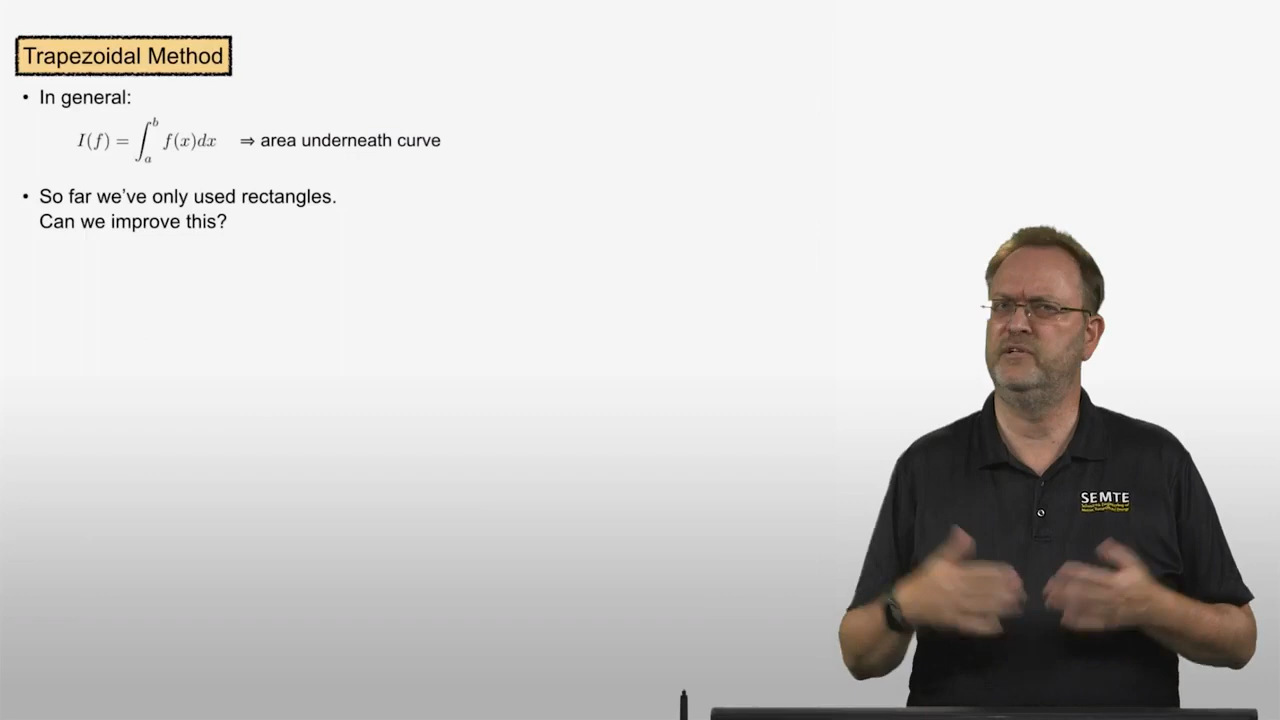 Trapezoidal Method
• In general:
I(f) = ∫_a^b f(x)dx ⇒ area underneath curve
• So far we've only used rectangles.
Can we improve this?
SEMTE